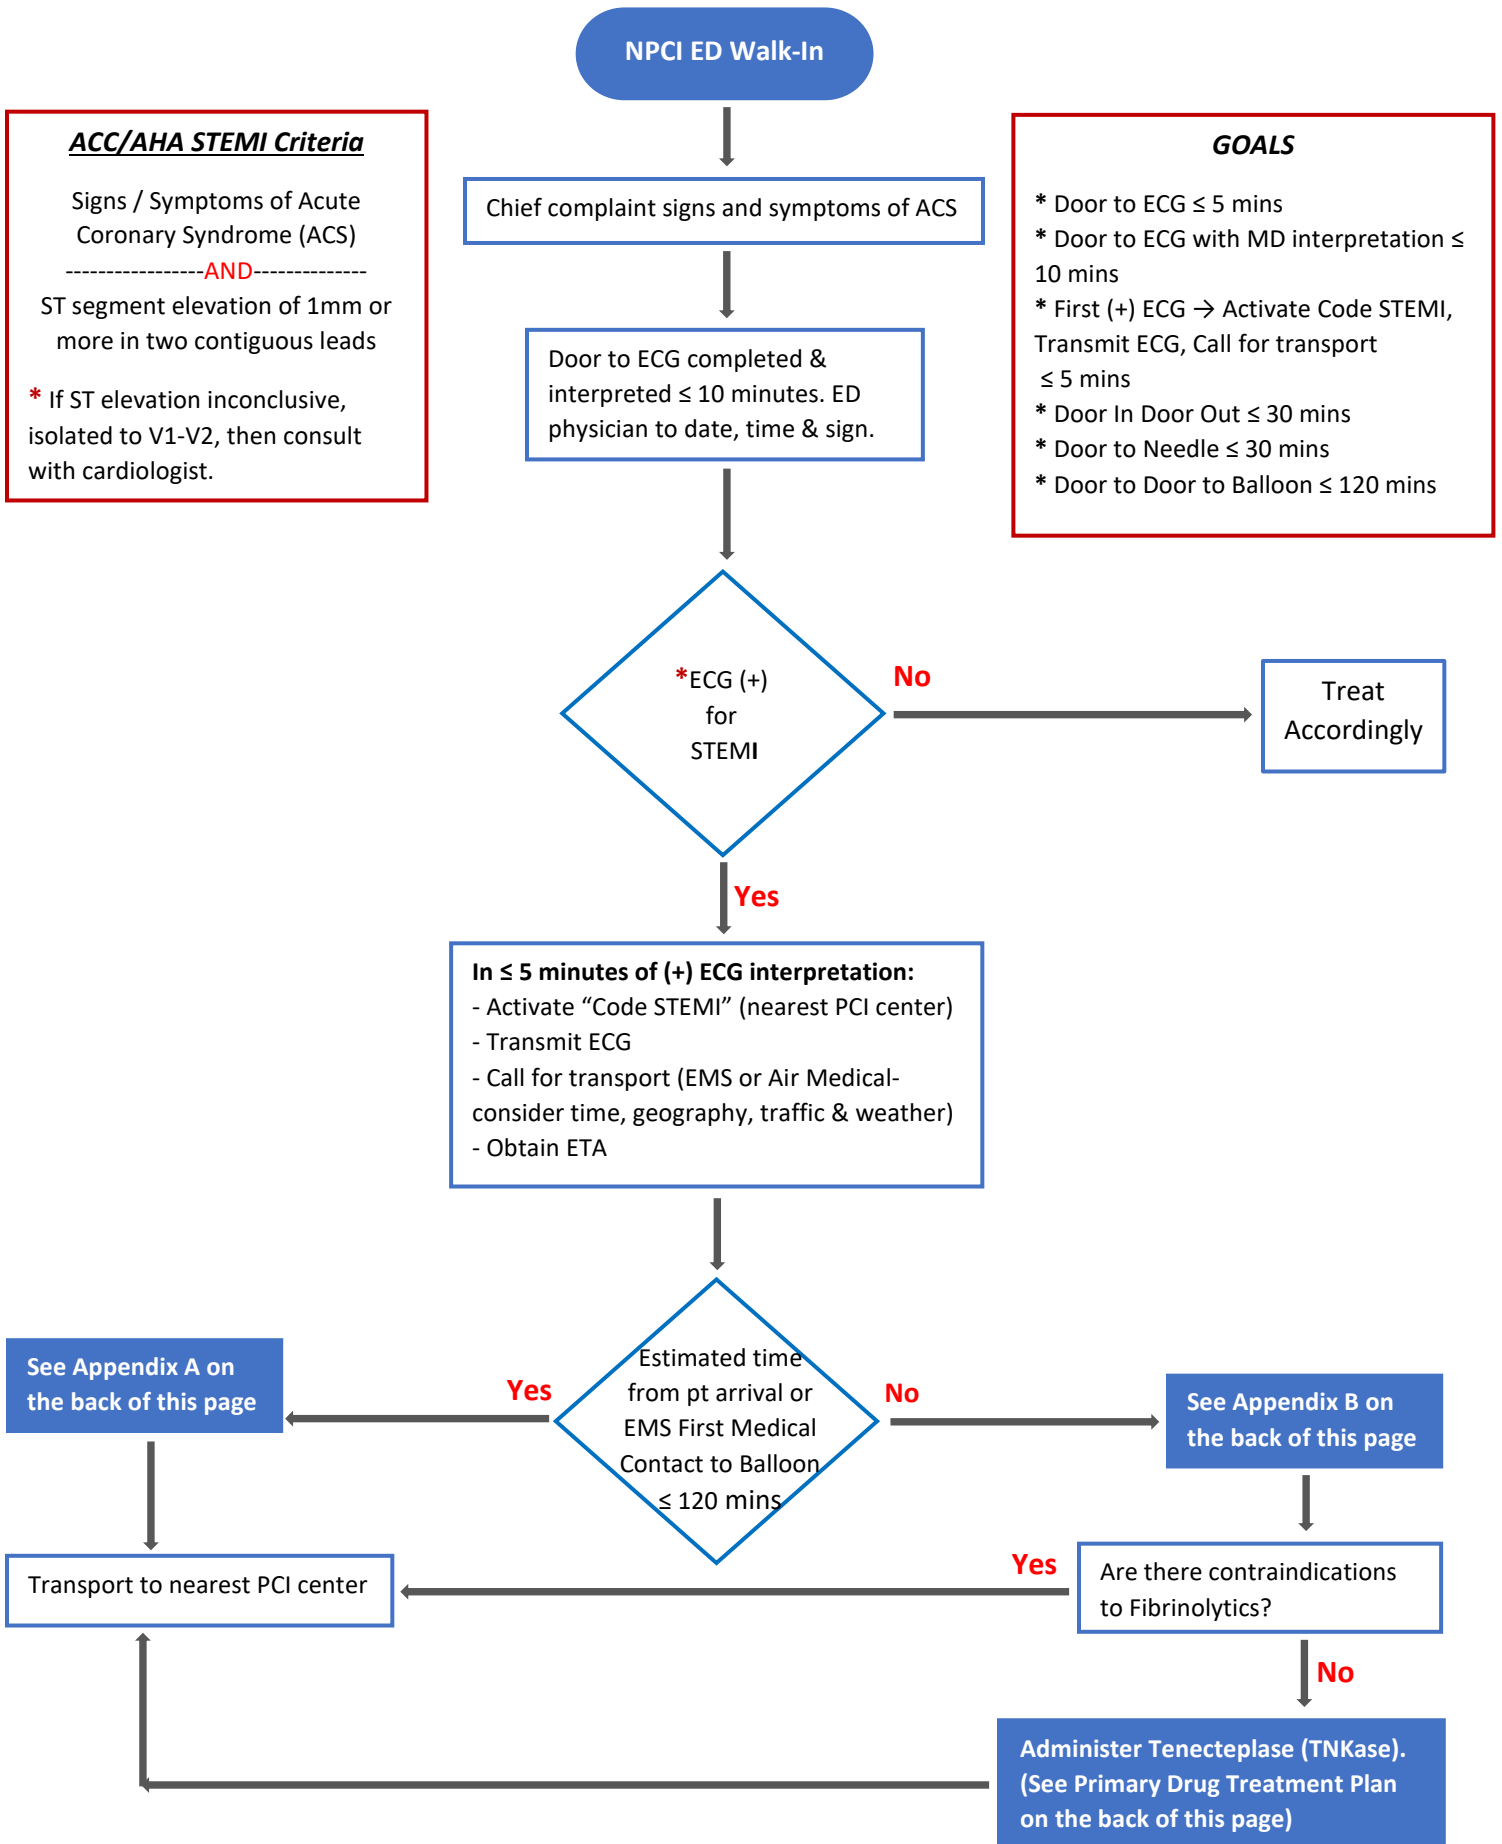 NPCI ED Walk-In
ACC/AHA STEMI Criteria
Signs / Symptoms of Acute
Coronary Syndrome (ACS)
-----------------AND--------------
ST segment elevation of 1mm or
more in two contiguous leads
* If ST elevation inconclusive,
isolated to V1-V2, then consult
with cardiologist.
Chief complaint signs and symptoms of ACS
GOALS
* Door to ECG ≤ 5 mins
* Door to ECG with MD interpretation ≤
10 mins
* First (+) ECG → Activate Code STEMI,
Transmit ECG, Call for transport
≤ 5 mins
* Door In Door Out ≤ 30 mins
* Door to Needle ≤ 30 mins
* Door to Door to Balloon ≤ 120 mins
Door to ECG completed &
interpreted ≤ 10 minutes. ED
physician to date, time & sign.
*ECG (+)
for
STEMI
No
Treat
Accordingly
Yes
In ≤ 5 minutes of (+) ECG interpretation:
- Activate “Code STEMI” (nearest PCI center)
- Transmit ECG
- Call for transport (EMS or Air Medical-
consider time, geography, traffic & weather)
- Obtain ETA
Estimated time
from pt arrival or
EMS First Medical
Contact to Balloon
≤ 120 mins
Yes
See Appendix A on
the back of this page
No
See Appendix B on
the back of this page
Transport to nearest PCI center
Yes
Are there contraindications
to Fibrinolytics?
No
Administer Tenecteplase (TNKase).
(See Primary Drug Treatment Plan
on the back of this page)